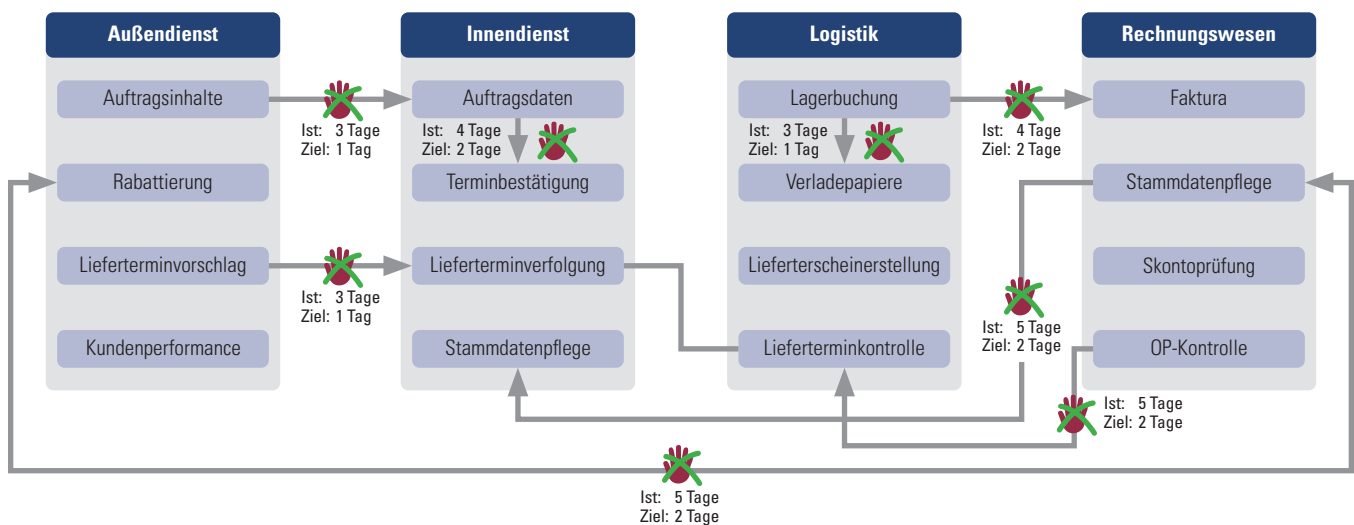 Außendienst
Innendienst
Logistik
Rechnungswesen
Auftragsinhalte
Auftragsdaten
Lagerbuchung
Faktura
Ist: 3 Tage
Ziel: 1 Tag
Ist: 4 Tage
Ziel: 2 Tage
Ist: 3 Tage
Ziel: 1 Tag
Ist: 4 Tage
Ziel: 2 Tage
Rabattierung
Terminbestätigung
Verladepapiere
Stammdatenpflege
Lieferterminvorschlag
Lieferterminverfolgung
Lieferterscheinerstellung
Skontoprüfung
Ist: 3 Tage
Ziel: 1 Tag
Ist: 5 Tage
Ziel: 2 Tage
Kundenperformance
Stammdatenpflege
Lieferterminkontrolle
OP-Kontrolle
Ist: 5 Tage
Ziel: 2 Tage
Ist: 5 Tage
Ziel: 2 Tage